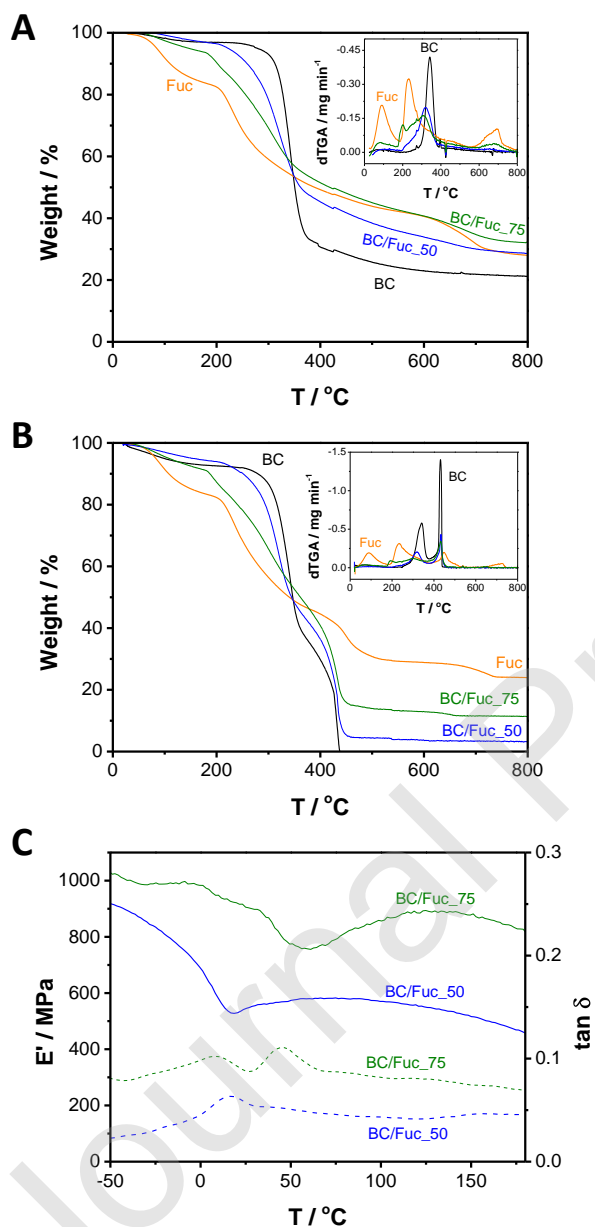 A
100
80
60
40
20
0
Weight / %
0
200
400
600
800
T / °C
Fuc
BC/Fuc_75
BC/Fuc_50
BC
-0.45
-0.30
-0.15
0.00
dTGA / mg min-1
0
200
400
600
800
T / °C
BC
Fuc
B
100
80
60
40
20
0
Weight / %
0
200
400
600
800
T / °C
BC
Fuc
BC/Fuc_75
BC/Fuc_50
-1.5
-1.0
-0.5
0.0
dTGA / mg min-1
0
200
400
600
800
T / °C
BC
Fuc
C
1000
800
600
400
200
0
E' / MPa
-50
0
50
100
150
T / °C
0.3
0.2
0.1
0.0
tan δ
BC/Fuc_75
BC/Fuc_50
BC/Fuc_75
BC/Fuc_50
Journal P